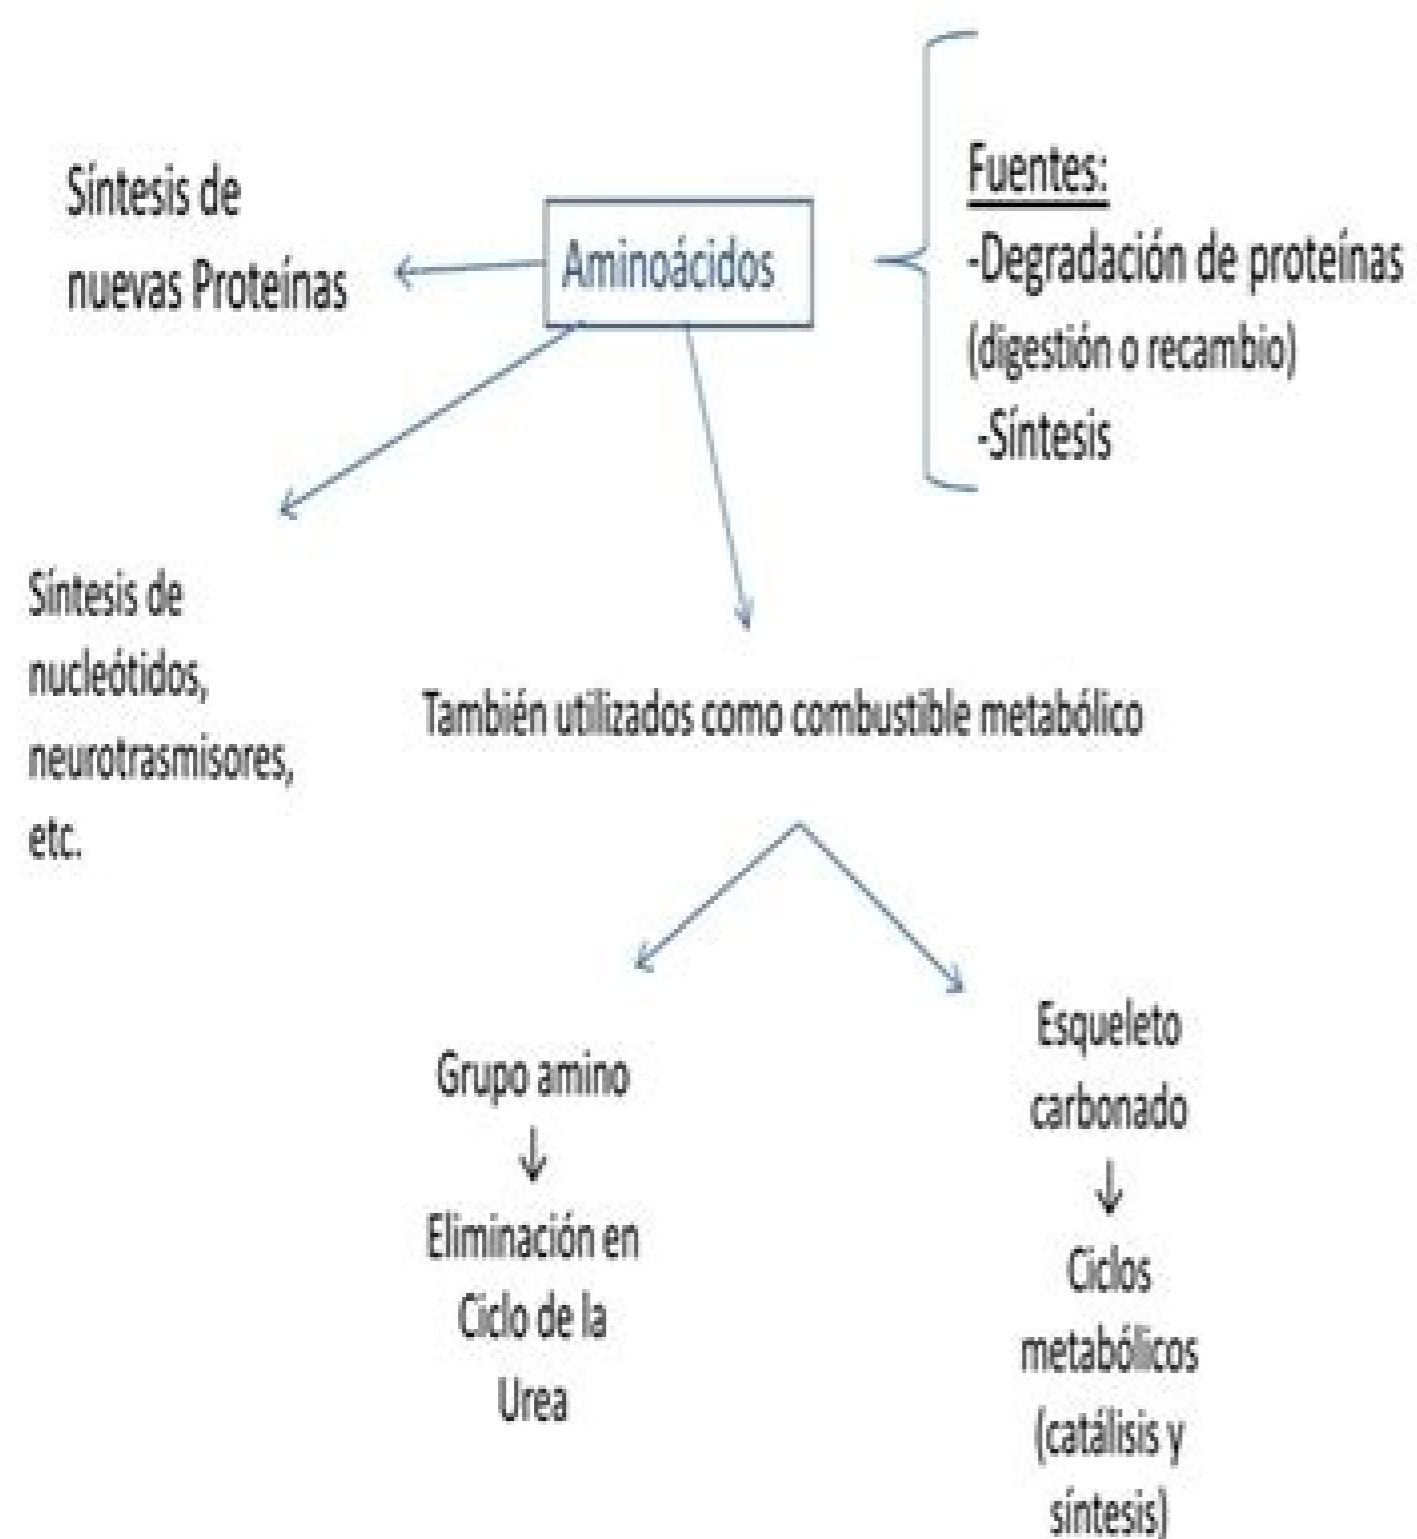 Síntesis de
nuevas Proteínas
Aminoácidos
Fuentes:
-Degradación de proteínas
(digestión o recambio)
-Síntesis
Síntesis de
nucleótidos,
neurotrasmisores,
etc.
También utilizados como combustible metabólico
Grupo amino
Eliminación en
Ciclo de la
Urea
Esqueleto
carbonado
Ciclos
metabólicos
(catálisis y
síntesis)